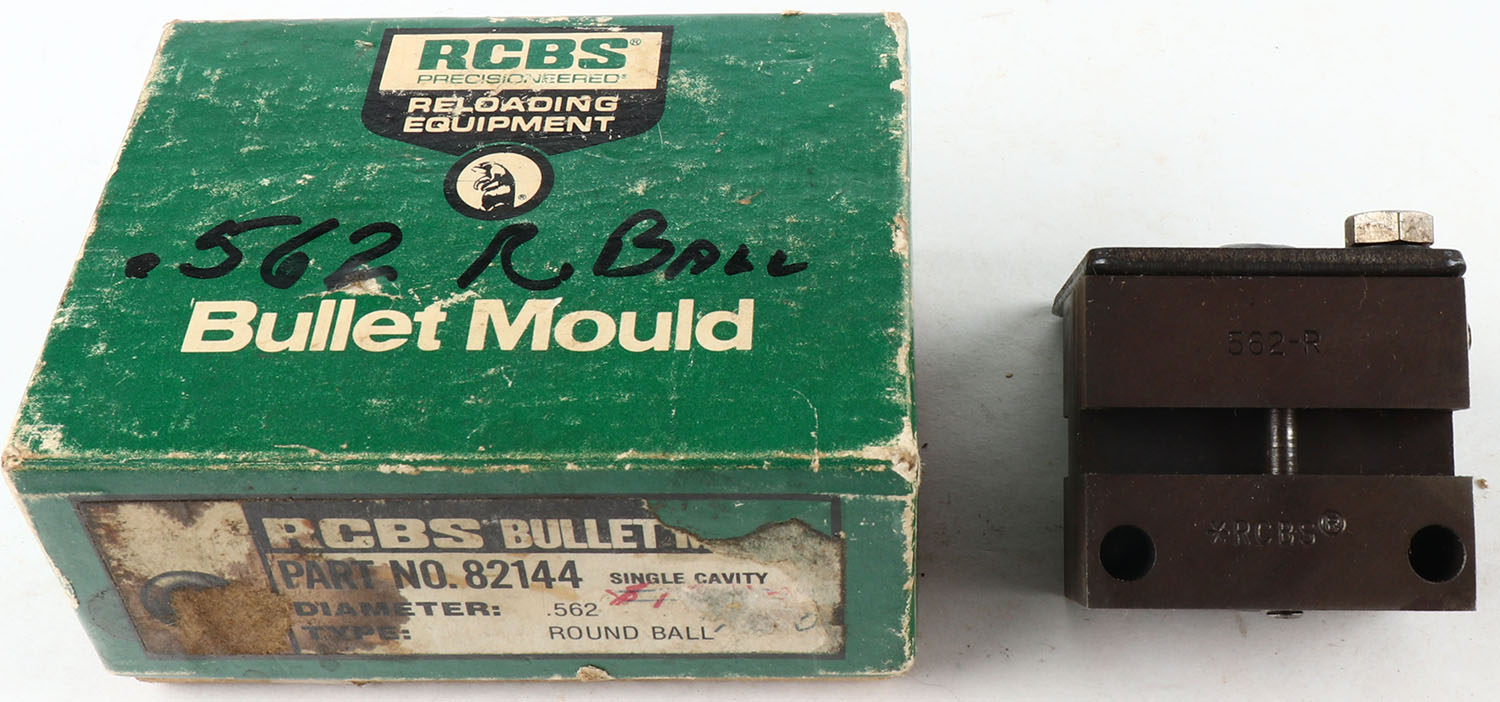 RCBS®
PRECISIONEERED®
RELOADING
EQUIPMENT
®
.562 R. BALL
Bullet Mould
RCBS® BULLET
PART NO. 82144 SINGLE CAVITY
DIAMETER: .562
TYPE: ROUND BALL
562-R
*RCBS®